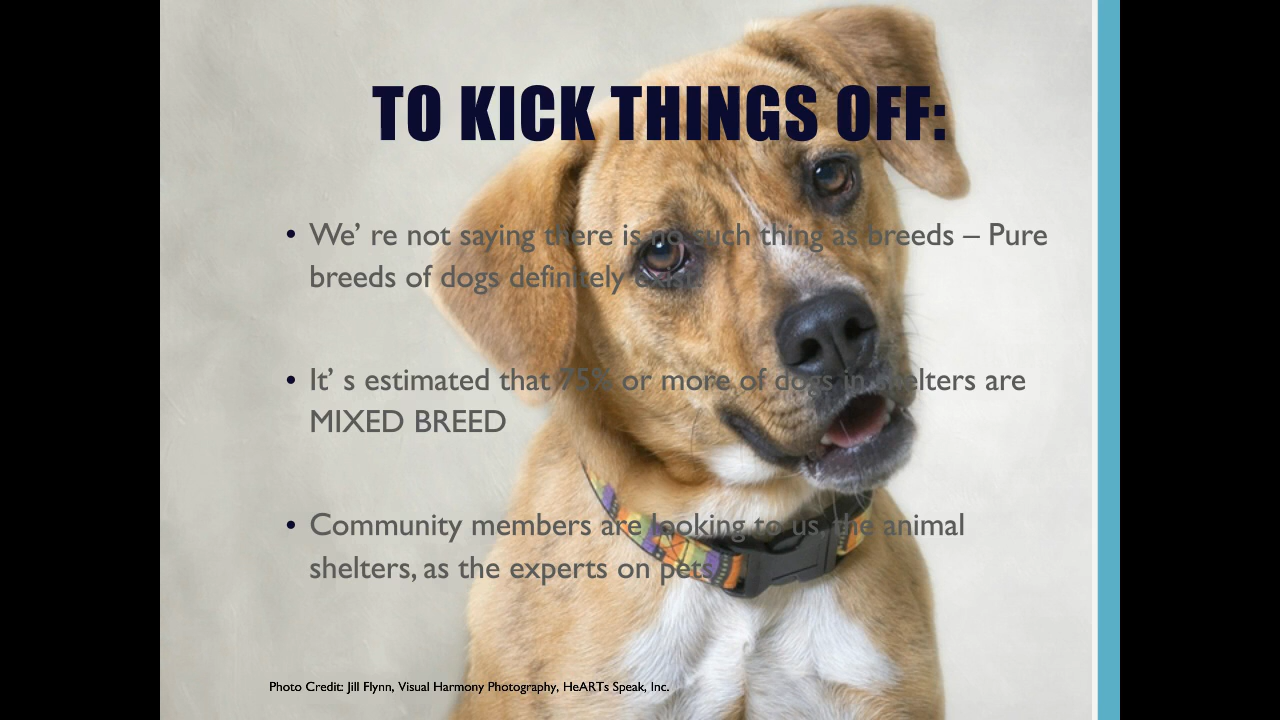 TO KICK THINGS OFF:
• We' re not saying there is no such thing as breeds – Pure
breeds of dogs definitely exist.
• It' s estimated that 75% or more of dogs in shelters are
MIXED BREED
• Community members are looking to us, the animal
shelters, as the experts on pets.
Photo Credit: Jill Flynn, Visual Harmony Photography, HeARTs Speak, Inc.